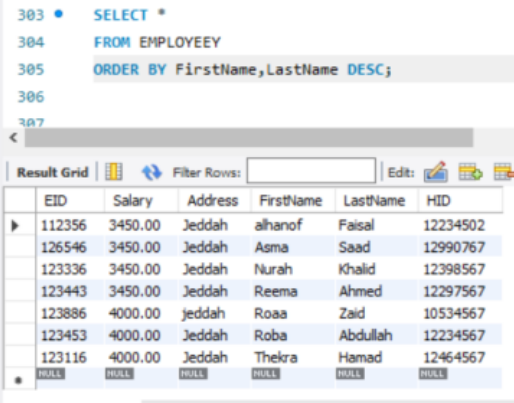 303 SELECT *
304 FROM EMPLOYEEY
305 ORDER BY FirstName,LastName DESC;
306
307
Result Grid Filter Rows: Edit:
EID Salary Address FirstName LastName HID
112356 3450.00 Jeddah alhanof Faisal 12234502
126546 3450.00 Jeddah Asma Saad 12990767
123336 3450.00 Jeddah Nurah Khalid 12398567
123443 3450.00 Jeddah Reema Ahmed 12297567
123886 4000.00 jeddah Roaa Zaid 10534567
123453 4000.00 Jeddah Roba Abdullah 12234567
123116 4000.00 Jeddah Thekra Hamad 12464567
NULL NULL NULL NULL NULL NULL